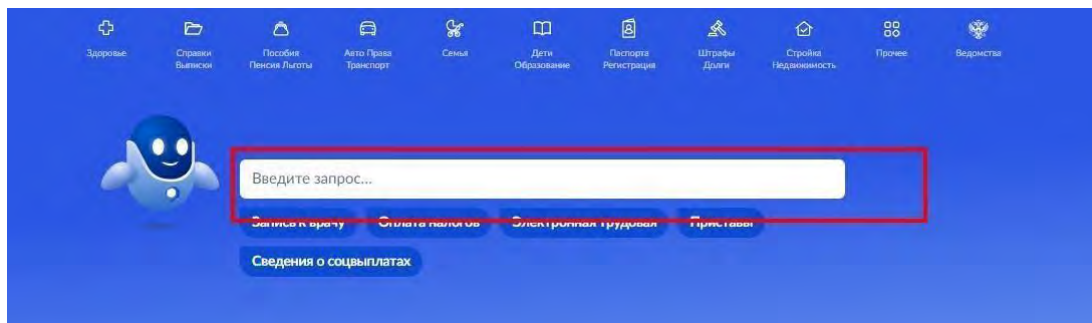 Здоровье
Справки
Выписки
Пособия
Пенсия Льготы
Авто Права
Транспорт
Семья
Дети
Образование
Паспорта
Регистрация
Штрафы
Долги
Стройка
Недвижимость
Прочее
Ведомства
Введите запрос...
Запись к врачу
Оплата налогов
Электронная трудовая
Приставы
Сведения о соцвыплатах